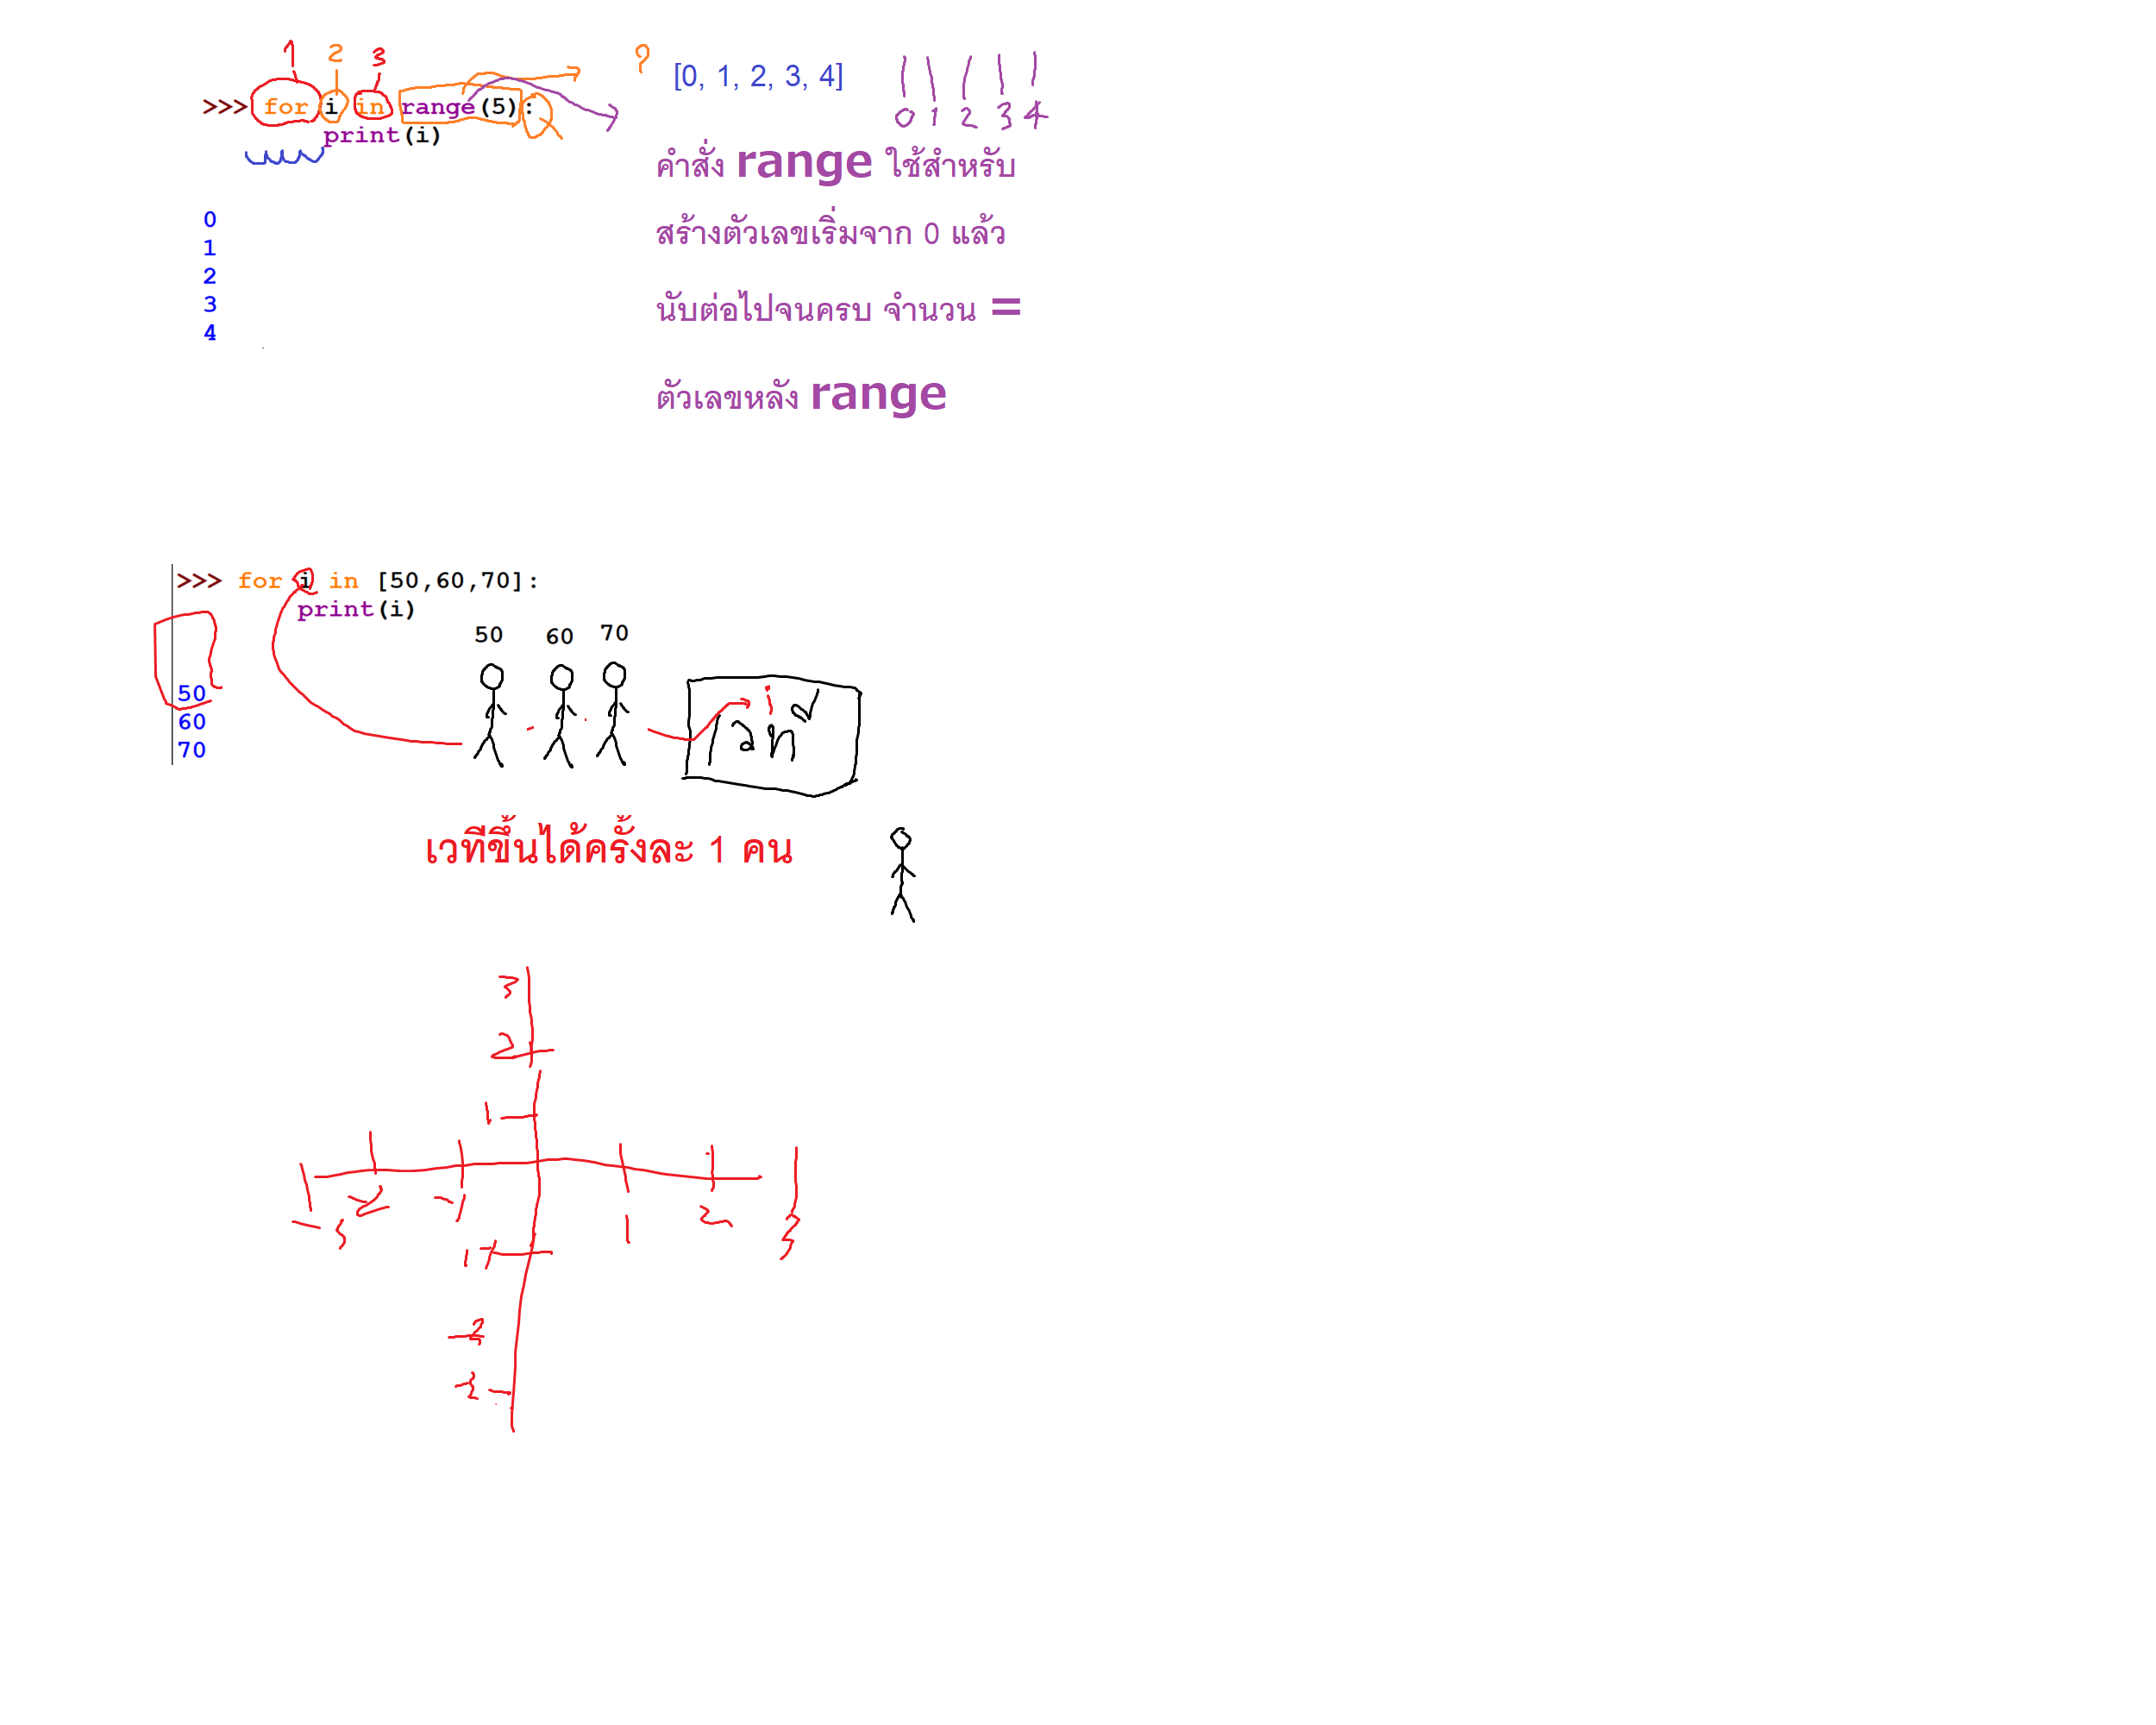 1 2 3
>>> for i in range(5):
print(i)
0
1
2
3
4
?
[0, 1, 2, 3, 4]
0 1 2 3 4
คำสั่ง range ใช้สำหรับ
สร้างตัวเลขเริ่มจาก 0 แล้ว
นับต่อไปจนครบ จำนวน =
ตัวเลขหลัง range
>>> for i in [50,60,70]:
print(i)
50
60
70
50 60 70
i
เวทีขึ้นได้ครั้งละ 1 คน
3
2
1
-3 -2 -1 1 2 3
-2
-3